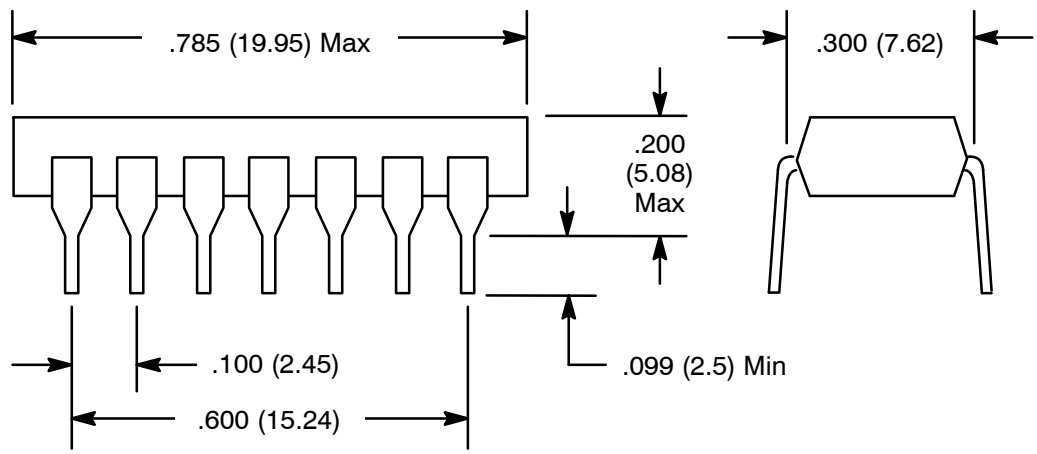 .785 (19.95) Max
.300 (7.62)
.200
(5.08)
Max
.100 (2.45)
.099 (2.5) Min
.600 (15.24)